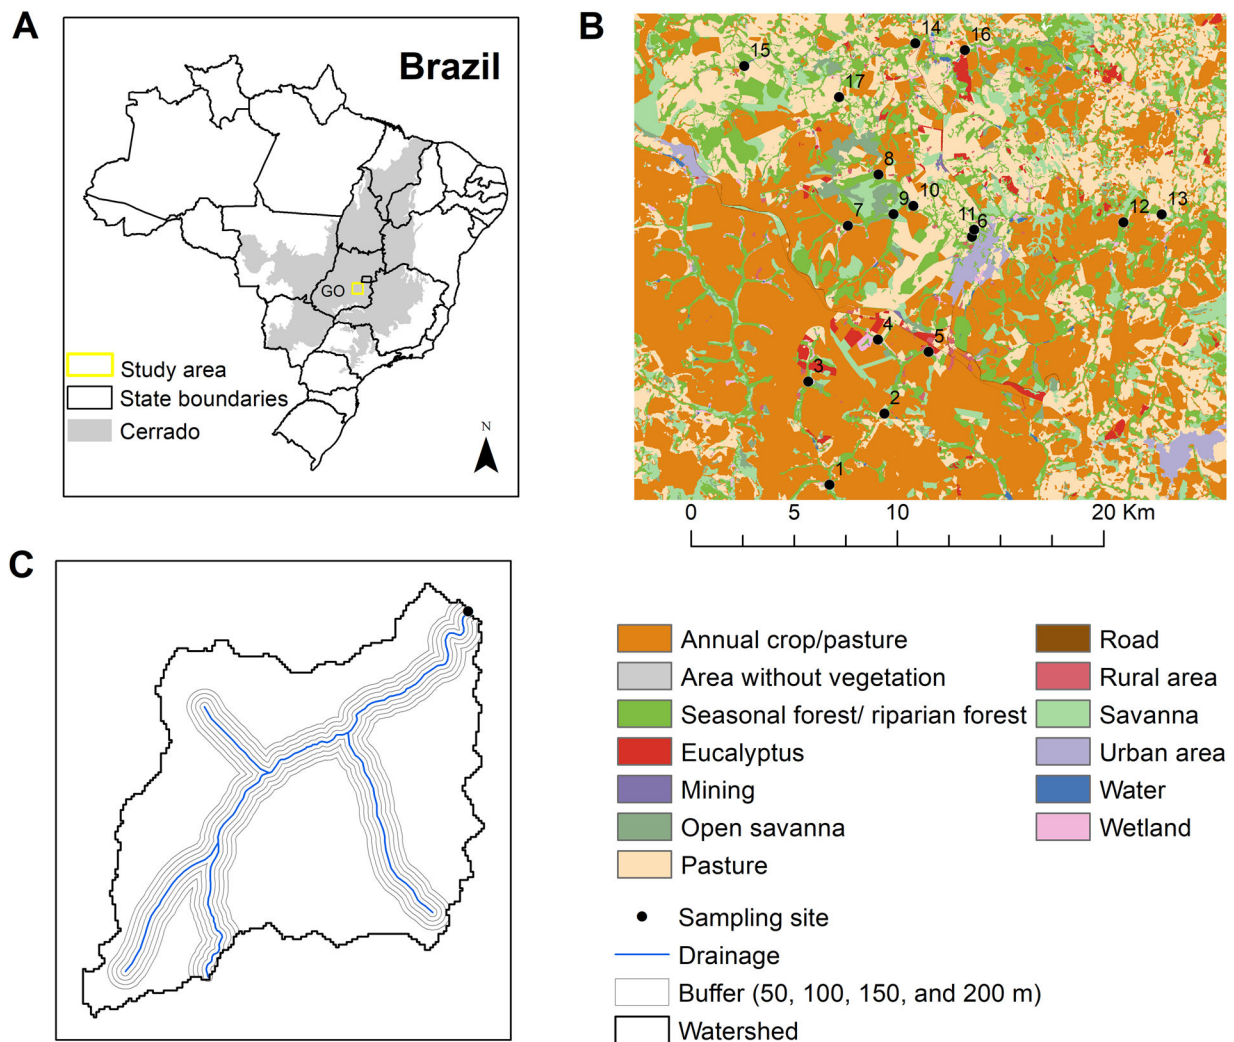 A
Brazil
GO
Study area
State boundaries
Cerrado
N
B
14
16
15
17
8
10
9
7
11
6
13
12
4
5
3
2
1
0 5 10 20 Km
C
Annual crop/pasture
Area without vegetation
Seasonal forest/ riparian forest
Eucalyptus
Mining
Open savanna
Pasture
Road
Rural area
Savanna
Urban area
Water
Wetland
Sampling site
Drainage
Buffer (50, 100, 150, and 200 m)
Watershed